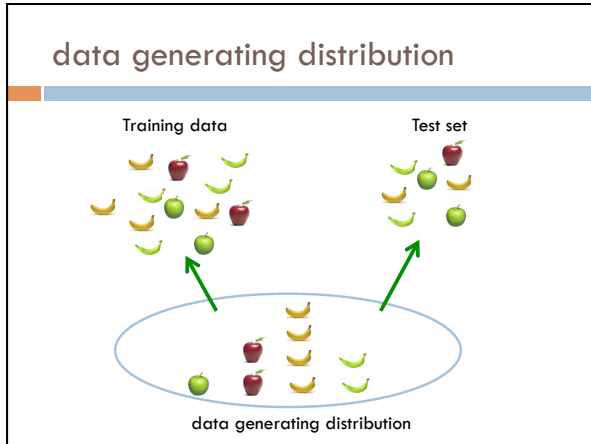 data generating distribution
Training data
Test set
data generating distribution